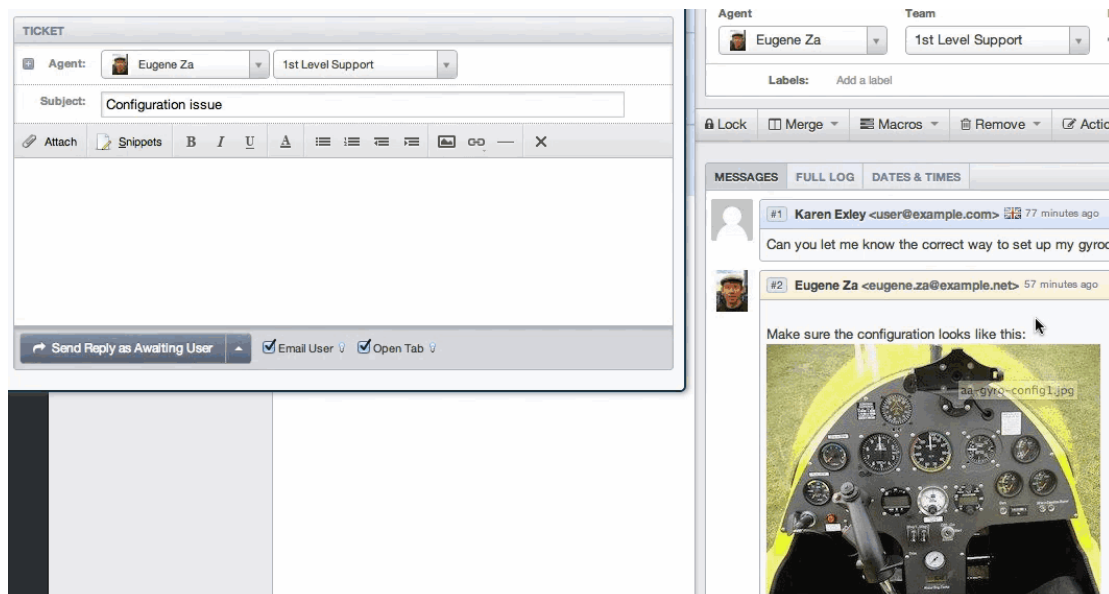 TICKET
Agent: Eugene Za 1st Level Support
Subject: Configuration issue
Attach Snippets B I U A
Send Reply as Awaiting User Email User Open Tab
Agent Team
Eugene Za 1st Level Support
Labels: Add a label
Lock Merge Macros Remove Actio
MESSAGES FULL LOG DATES & TIMES
#1 Karen Exley <user@example.com> 77 minutes ago
Can you let me know the correct way to set up my gyroc
#2 Eugene Za <eugene.za@example.net> 57 minutes ago
Make sure the configuration looks like this:
aa-gyro-config1.jpg